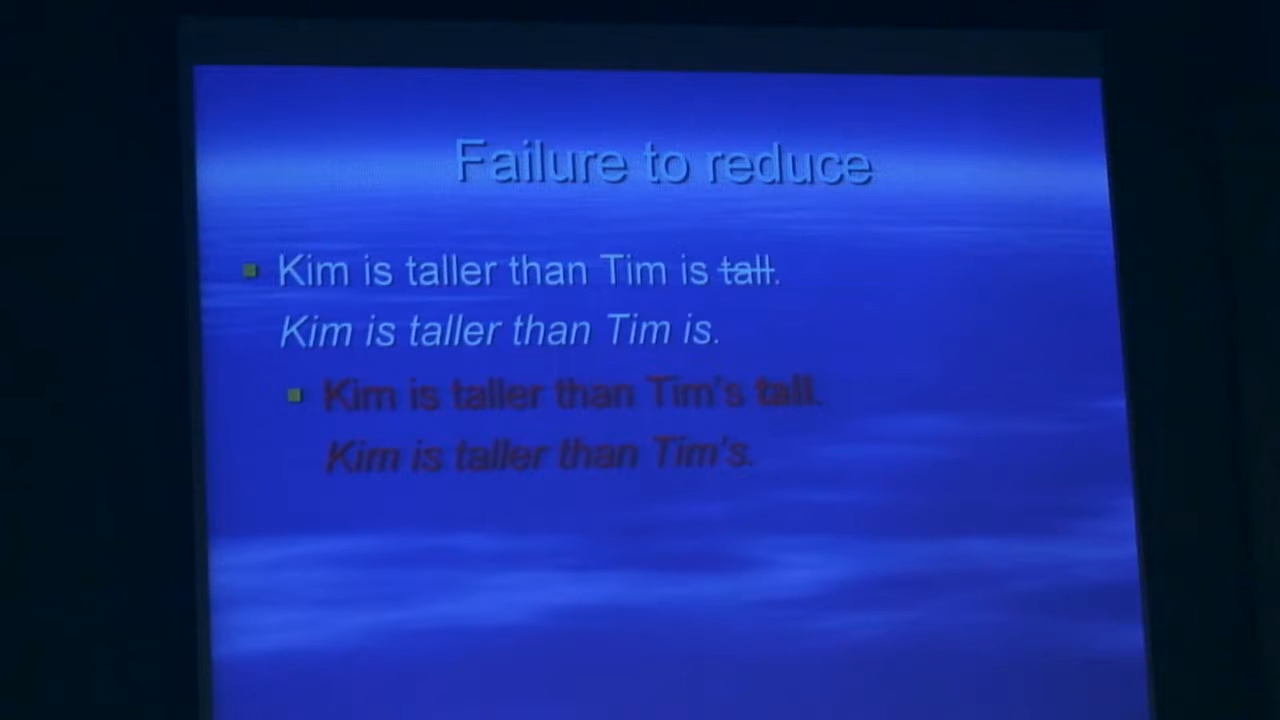 Failure to reduce
Kim is taller than Tim is tall.
Kim is taller than Tim is.
Kim is taller than Tim's tall.
Kim is taller than Tim's.